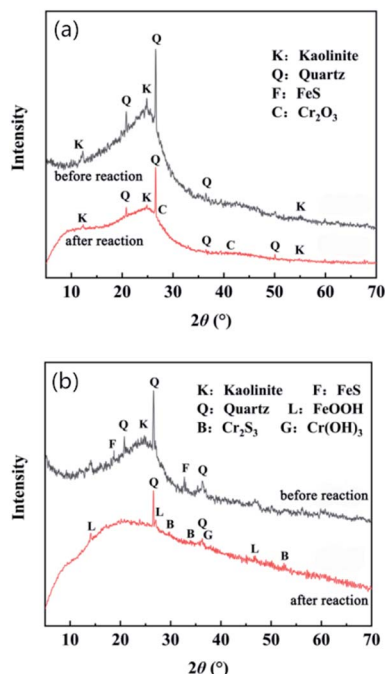 (a)
Q
K: Kaolinite
Q: Quartz
F: FeS
C: Cr₂O₃
Intensity
K
Q
K
before reaction
Q
Q
K
Q
K
C
K
after reaction
Q
C
Q
K
10 20 30 40 50 60 70
2θ (°)
(b)
Q
K: Kaolinite F: FeS
Q: Quartz L: FeOOH
B: Cr₂S₃ G: Cr(OH)₃
Intensity
F
Q
K
F
Q
before reaction
Q
L
L
B
B
Q
G
L
B
after reaction
10 20 30 40 50 60 70
2θ (°)